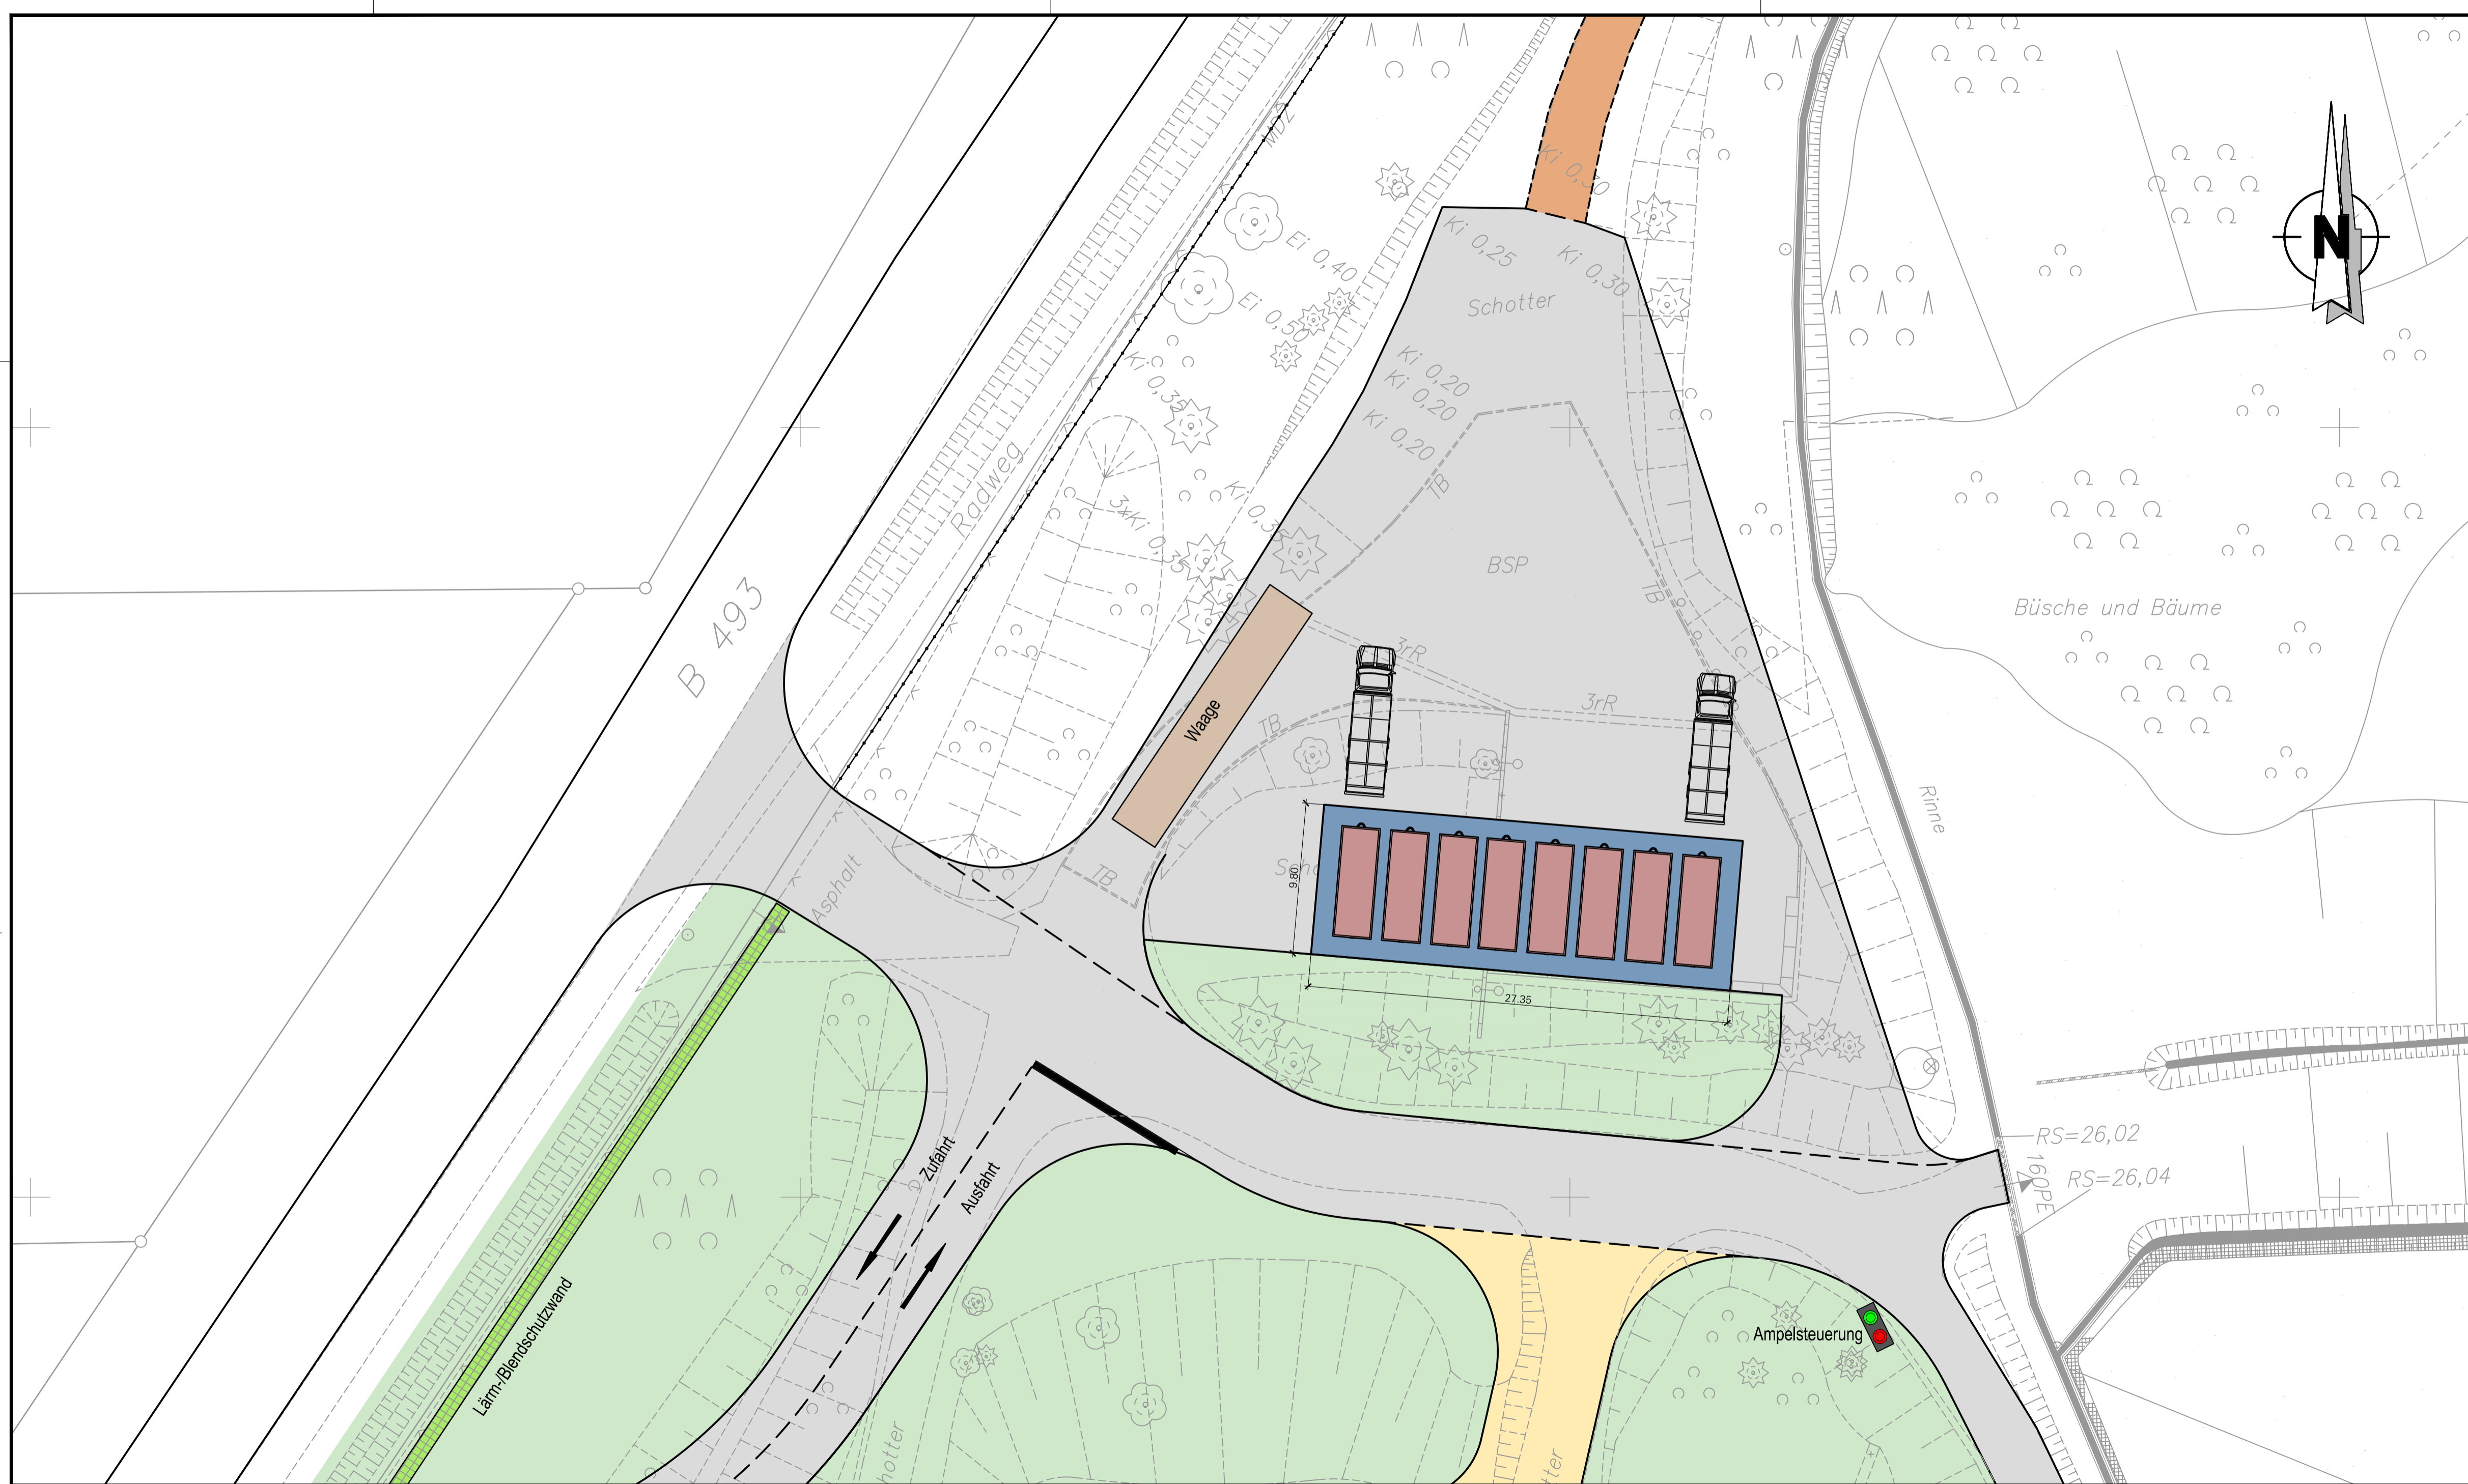 MDZ
Ki 0,30
N
Ei 0,40
Ki 0,25
Ki 0,30
Schotter
Ei 0,50
Ki 0,35
Ki 0,20
Ki 0,20
Ki 0,20
Radweg
TB
3xKi 0,35
BSP
TB
B 493
Büsche und Bäume
3rR
3rR
Waage
TB
Rinne
Asphalt
TB
9.80
27.35
RS=26,02
160PE
RS=26,04
Zufahrt
Ausfahrt
Ampelsteuerung
Lärm-/Blendschutzwand